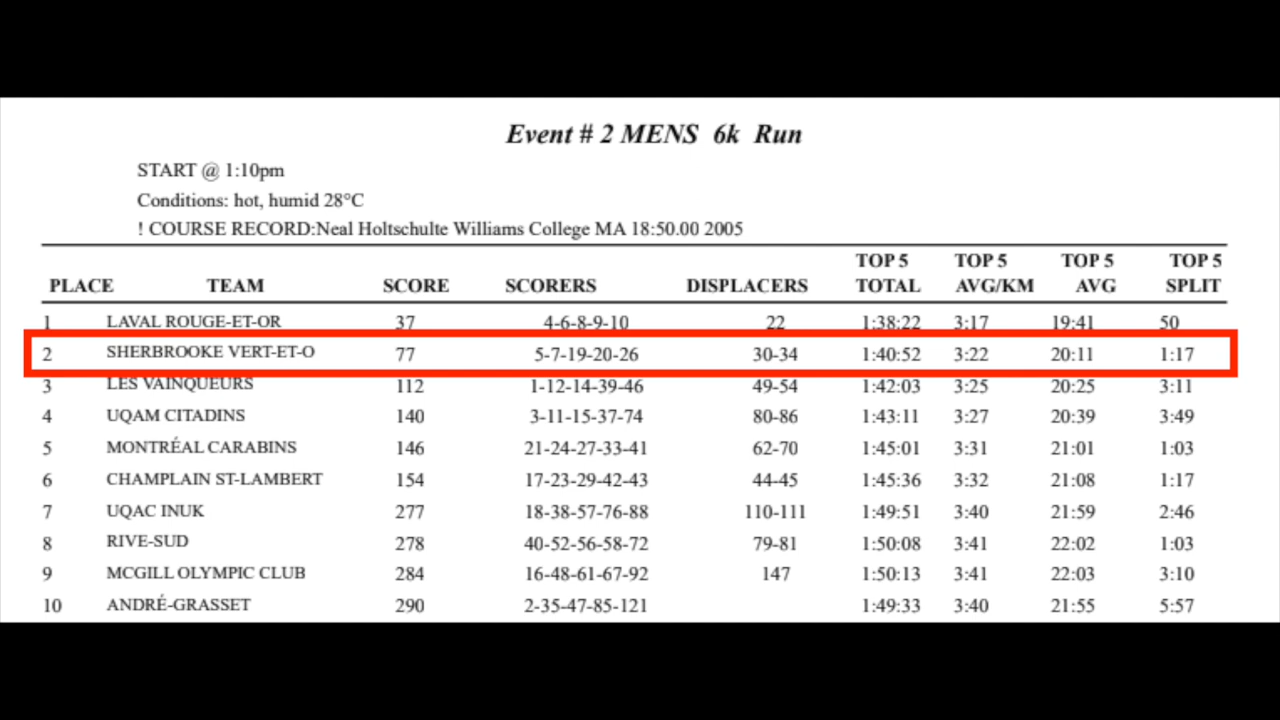 Event # 2 MENS 6k Run
START @ 1:10pm
Conditions: hot, humid 28°C
! COURSE RECORD:Neal Holtschulte Williams College MA 18:50.00 2005
PLACE TEAM SCORE SCORERS DISPLACERS TOP 5 TOTAL TOP 5 AVG/KM TOP 5 AVG TOP 5 SPLIT
1 LAVAL ROUGE-ET-OR 37 4-6-8-9-10 22 1:38:22 3:17 19:41 50
2 SHERBROOKE VERT-ET-O 77 5-7-19-20-26 30-34 1:40:52 3:22 20:11 1:17
3 LES VAINQUEURS 112 1-12-14-39-46 49-54 1:42:03 3:25 20:25 3:11
4 UQAM CITADINS 140 3-11-15-37-74 80-86 1:43:11 3:27 20:39 3:49
5 MONTRÉAL CARABINS 146 21-24-27-33-41 62-70 1:45:01 3:31 21:01 1:03
6 CHAMPLAIN ST-LAMBERT 154 17-23-29-42-43 44-45 1:45:36 3:32 21:08 1:17
7 UQAC INUK 277 18-38-57-76-88 110-111 1:49:51 3:40 21:59 2:46
8 RIVE-SUD 278 40-52-56-58-72 79-81 1:50:08 3:41 22:02 1:03
9 MCGILL OLYMPIC CLUB 284 16-48-61-67-92 147 1:50:13 3:41 22:03 3:10
10 ANDRÉ-GRASSET 290 2-35-47-85-121 1:49:33 3:40 21:55 5:57